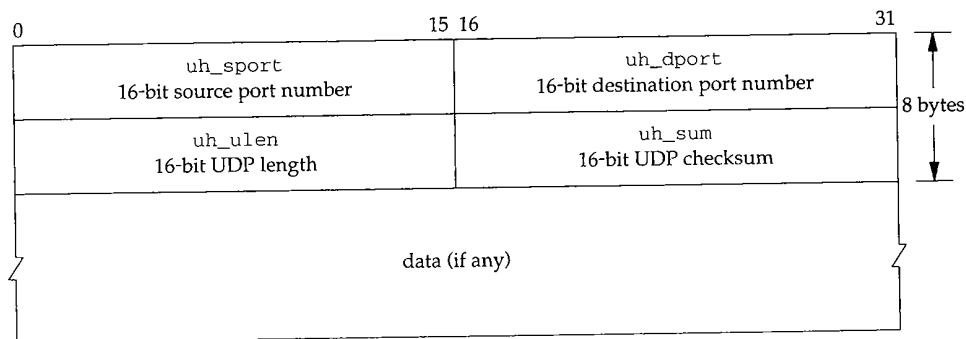 0 15 16 31
uh_sport uh_dport
16-bit source port number 16-bit destination port number
8 bytes
uh_ulen uh_sum
16-bit UDP length 16-bit UDP checksum
data (if any)